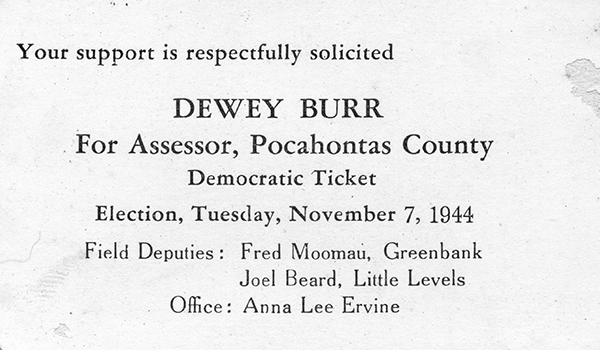 Your support is respectfully solicited
DEWEY BURR
For Assessor, Pocahontas County
Democratic Ticket
Election, Tuesday, November 7, 1944
Field Deputies: Fred Moomau, Greenbank
Joel Beard, Little Levels
Office: Anna Lee Ervine